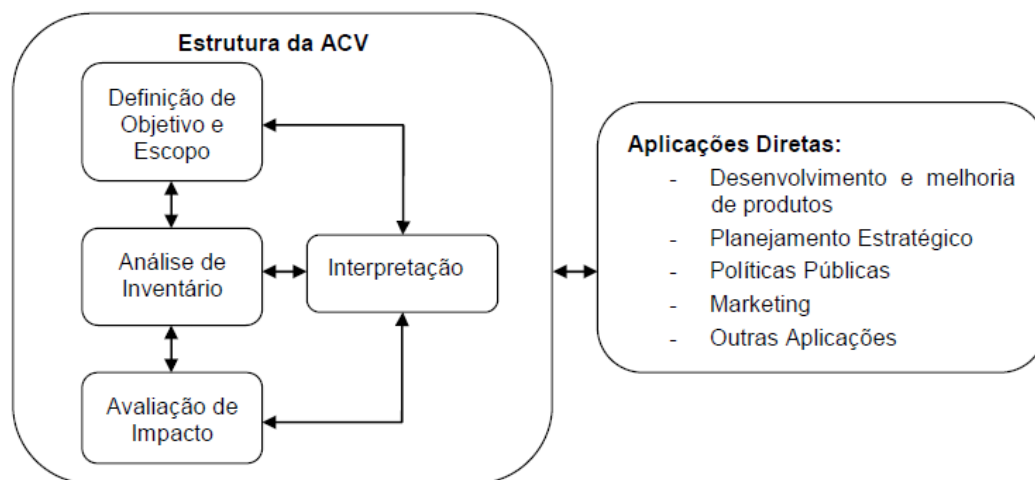 Estrutura da ACV
Definição de
Objetivo e
Escopo
Análise de
Inventário
Interpretação
Avaliação de
Impacto
Aplicações Diretas:
- Desenvolvimento e melhoria
de produtos
- Planejamento Estratégico
- Políticas Públicas
- Marketing
- Outras Aplicações